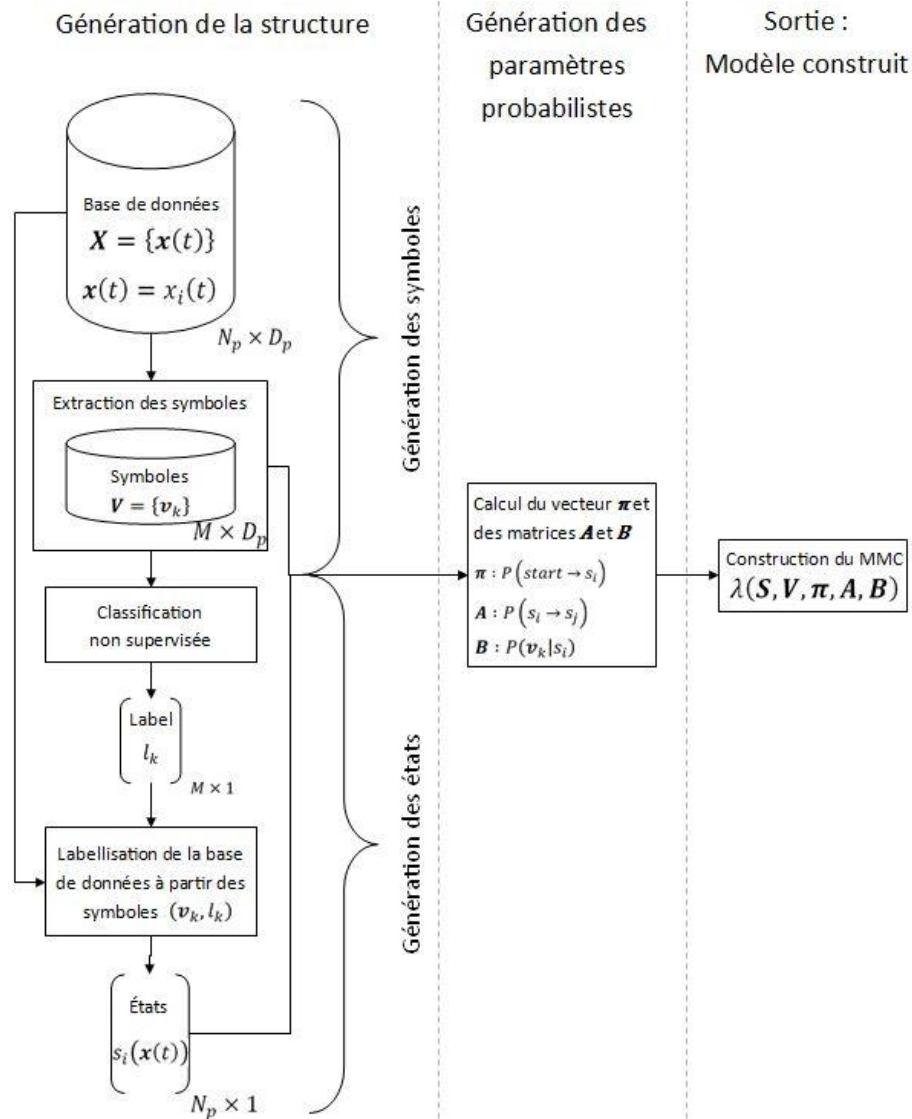 Génération de la structure
Génération des
paramètres
probabilistes
Sortie :
Modèle construit
Base de données
X = {x(t)}
x(t) = x_i(t)
N_p × D_p
Extraction des symboles
Symboles
V = {v_k}
M × D_p
Génération des symboles
Classification
non supervisée
Label
l_k
M × 1
Labellisation de la base
de données à partir des
symboles (v_k, l_k)
États
s_i(x(t))
N_p × 1
Génération des états
Calcul du vecteur π et
des matrices A et B
π : P(start → s_i)
A : P(s_i → s_j)
B : P(v_k|s_i)
Construction du MMC
λ(S, V, π, A, B)